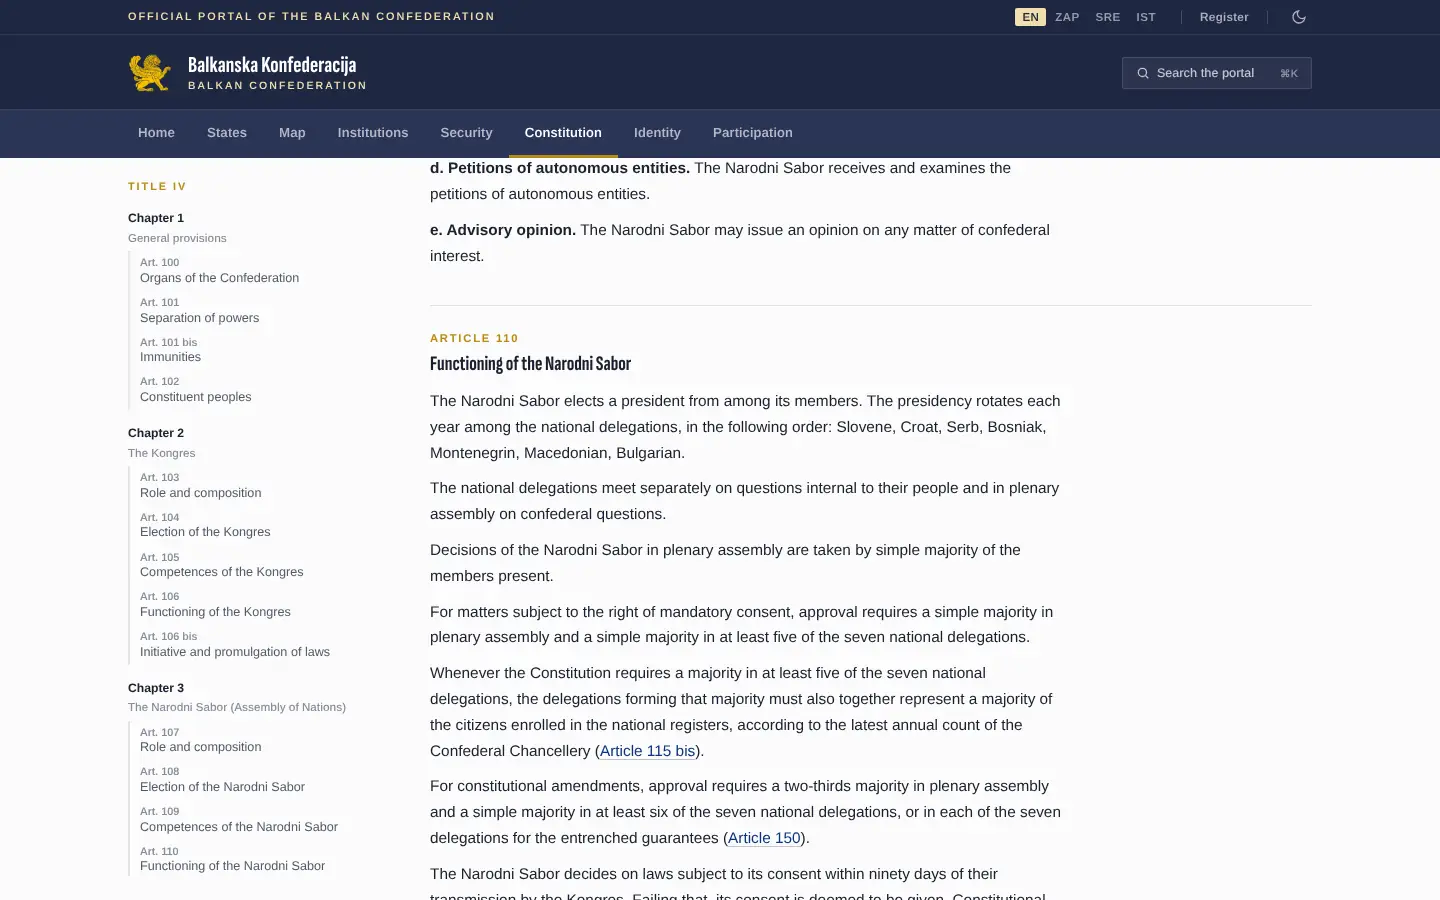 OFFICIAL PORTAL OF THE BALKAN CONFEDERATION
EN ZAP SRE IST Register
Balkanska Konfederacija
BALKAN CONFEDERATION
Search the portal ⌘K
Home States Map Institutions Security Constitution Identity Participation
TITLE IV
Chapter 1
General provisions
Art. 100
Organs of the Confederation
Art. 101
Separation of powers
Art. 101 bis
Immunities
Art. 102
Constituent peoples
Chapter 2
The Kongres
Art. 103
Role and composition
Art. 104
Election of the Kongres
Art. 105
Competences of the Kongres
Art. 106
Functioning of the Kongres
Art. 106 bis
Initiative and promulgation of laws
Chapter 3
The Narodni Sabor (Assembly of Nations)
Art. 107
Role and composition
Art. 108
Election of the Narodni Sabor
Art. 109
Competences of the Narodni Sabor
Art. 110
Functioning of the Narodni Sabor
d. Petitions of autonomous entities. The Narodni Sabor receives and examines the
petitions of autonomous entities.
e. Advisory opinion. The Narodni Sabor may issue an opinion on any matter of confederal
interest.
ARTICLE 110
Functioning of the Narodni Sabor
The Narodni Sabor elects a president from among its members. The presidency rotates each
year among the national delegations, in the following order: Slovene, Croat, Serb, Bosniak,
Montenegrin, Macedonian, Bulgarian.
The national delegations meet separately on questions internal to their people and in plenary
assembly on confederal questions.
Decisions of the Narodni Sabor in plenary assembly are taken by simple majority of the
members present.
For matters subject to the right of mandatory consent, approval requires a simple majority in
plenary assembly and a simple majority in at least five of the seven national delegations.
Whenever the Constitution requires a majority in at least five of the seven national
delegations, the delegations forming that majority must also together represent a majority of
the citizens enrolled in the national registers, according to the latest annual count of the
Confederal Chancellery (Article 115 bis).
For constitutional amendments, approval requires a two-thirds majority in plenary assembly
and a simple majority in at least six of the seven national delegations, or in each of the seven
delegations for the entrenched guarantees (Article 150).
The Narodni Sabor decides on laws subject to its consent within ninety days of their
transmission by the Kongres. Failing that, its consent is deemed to be given. Constitutional